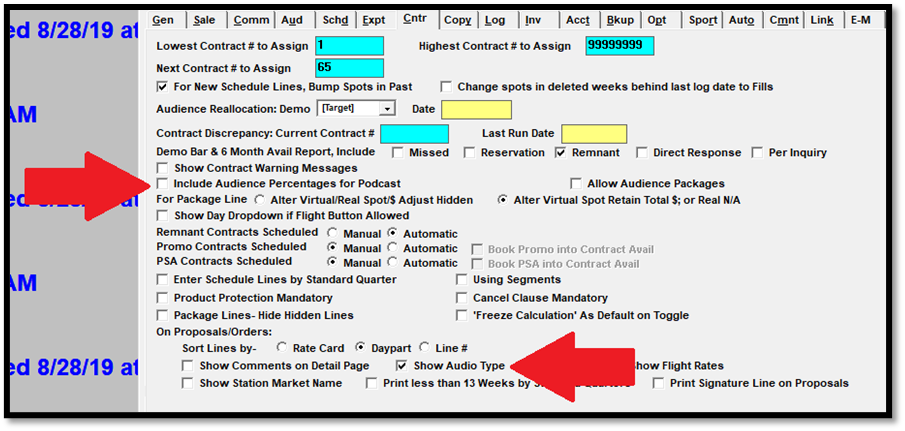 Gen Sale Comm Aud Schd Expt Cntr Copy Log Inv Acct Bkup Opt Sport Auto Cmnt Link E-M
ed 8/28/19 at
Lowest Contract # to Assign 1 Highest Contract # to Assign 99999999
Next Contract # to Assign 65
For New Schedule Lines, Bump Spots in Past Change spots in deleted weeks behind last log date to Fills
AM
Audience Reallocation: Demo [Target] Date
Contract Discrepancy: Current Contract # Last Run Date
Demo Bar & 6 Month Avail Report, Include Missed Reservation Remnant Direct Response Per Inquiry
Show Contract Warning Messages
Include Audience Percentages for Podcast Allow Audience Packages
ed 8/28/19 at
For Package Line Alter Virtual/Real Spot/$ Adjust Hidden Alter Virtual Spot Retain Total $; or Real N/A
Show Day Dropdown if Flight Button Allowed
Remnant Contracts Scheduled Manual Automatic
Promo Contracts Scheduled Manual Automatic Book Promo into Contract Avail
PSA Contracts Scheduled Manual Automatic Book PSA into Contract Avail
AM
Enter Schedule Lines by Standard Quarter Using Segments
Product Protection Mandatory Cancel Clause Mandatory
Package Lines- Hide Hidden Lines 'Freeze Calculation' As Default on Toggle
On Proposals/Orders:
Sort Lines by- Rate Card Daypart Line #
ed 8/28/19 at
Show Comments on Detail Page Show Audio Type how Flight Rates
Show Station Market Name Print less than 13 Weeks by Print Signature Line on Proposals